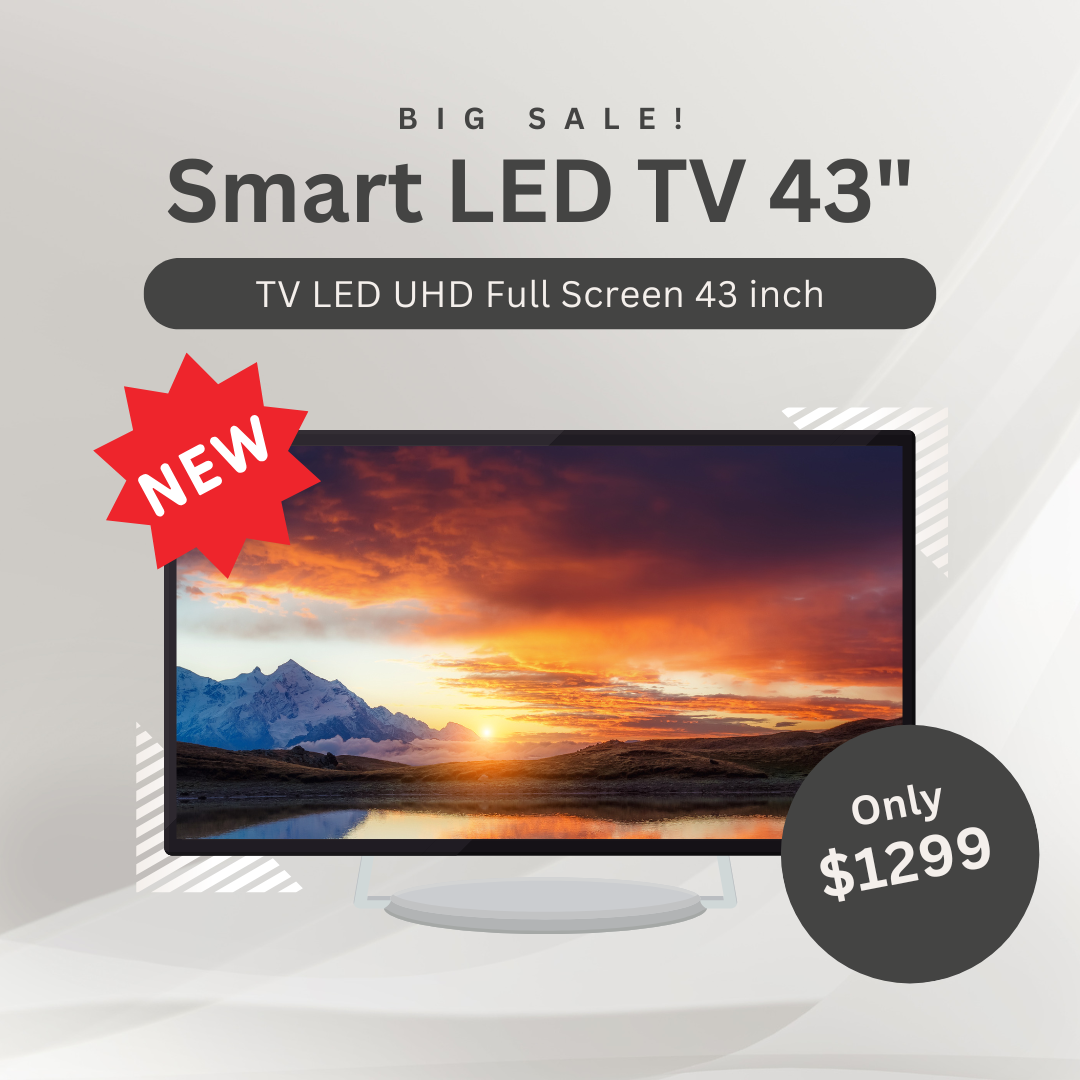 BIG SALE!
Smart LED TV 43"
TV LED UHD Full Screen 43 inch
NEW
Only
$1299